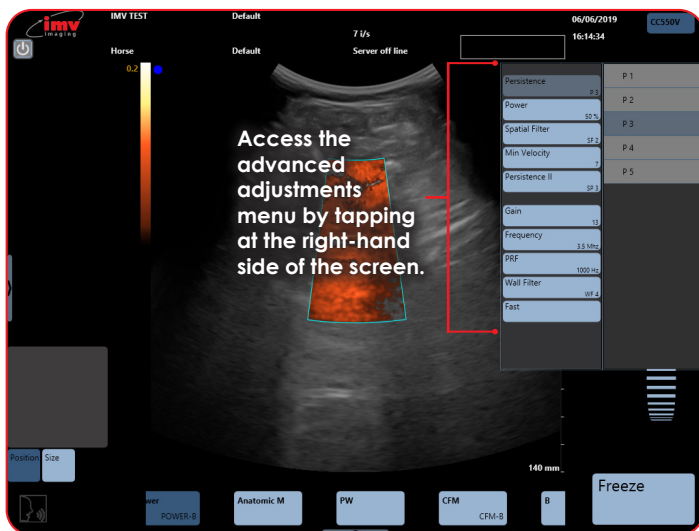 imv
imaging
IMV TEST
Default
06/06/2019
CC550V
7 i/s
16:14:34
Horse
Default
Server off line
0.2
Access the
advanced
adjustments
menu by tapping
at the right-hand
side of the screen.
Persistence
P 3
Power
50 %
Spatial Filter
SF 2
Min Velocity
7
Persistence II
SP 3
Gain
13
Frequency
3.5 Mhz
PRF
1000 Hz
Wall Filter
WF 4
Fast
P 1
P 2
P 3
P 4
P 5
140 mm
Position
Size
wer
POWER-B
Anatomic M
PW
CFM
CFM-B
B
Freeze